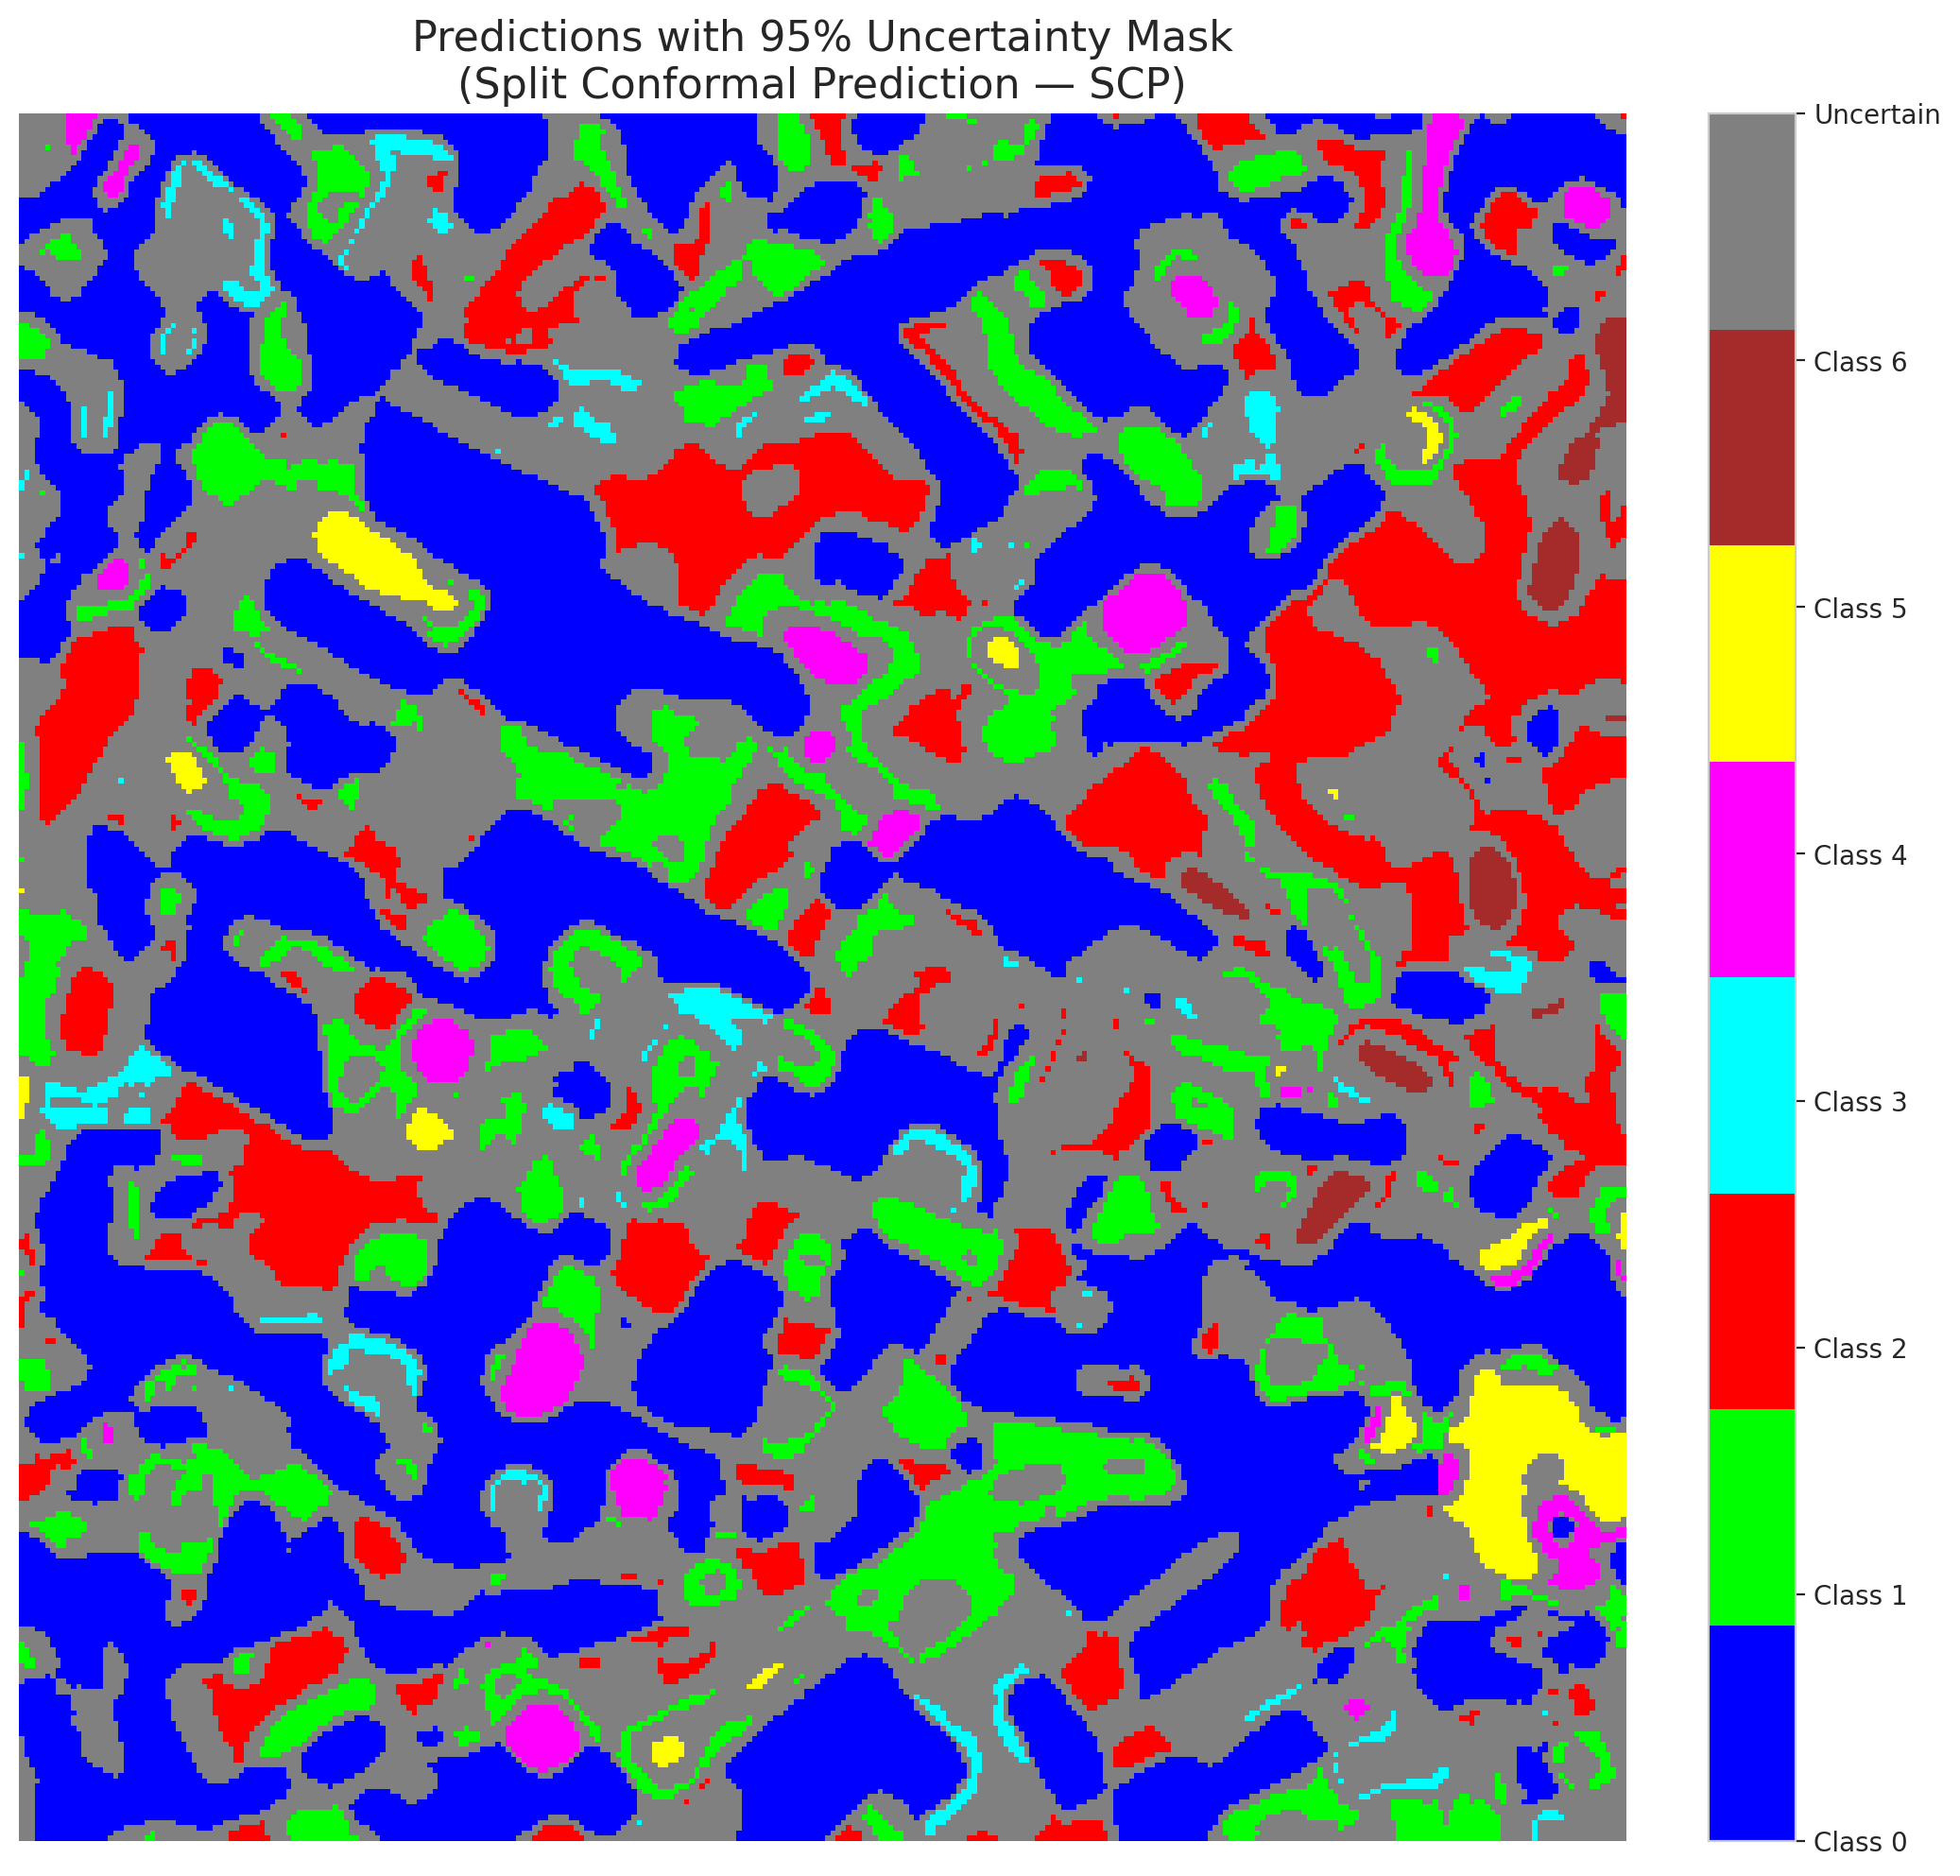 Predictions with 95% Uncertainty Mask
(Split Conformal Prediction — SCP)
Uncertain
Class 6
Class 5
Class 4
Class 3
Class 2
Class 1
Class 0